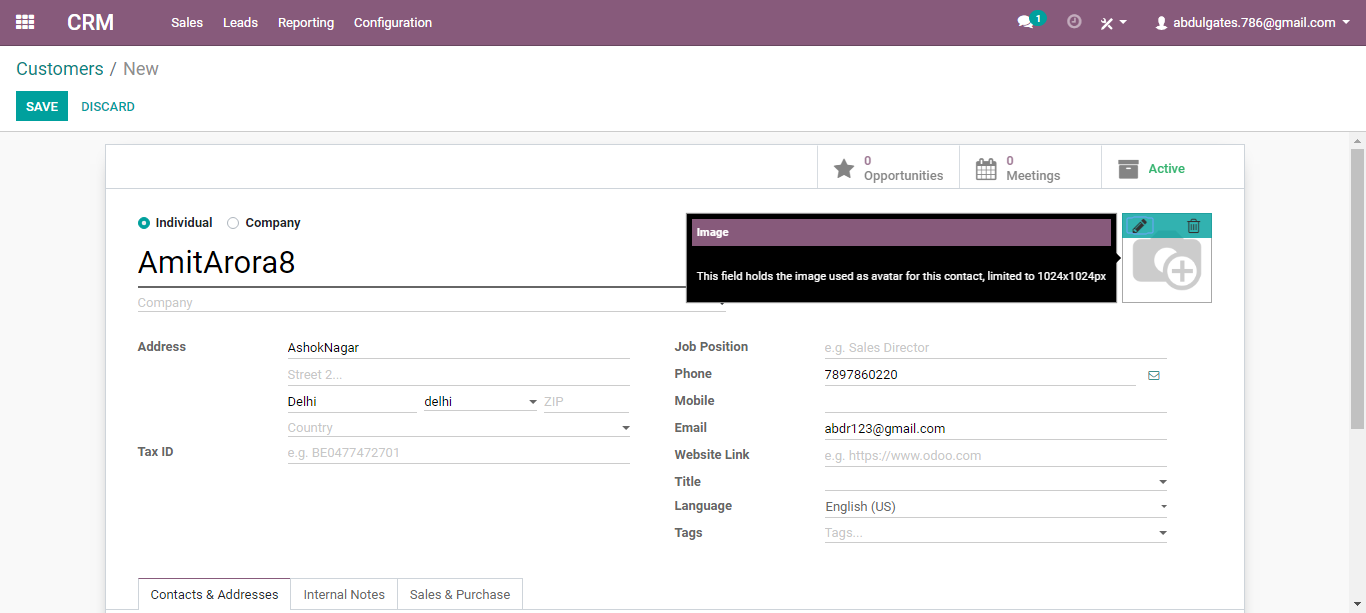 CRM Sales Leads Reporting Configuration 1 abdulgates.786@gmail.com
Customers / New
SAVE DISCARD
0 Opportunities 0 Meetings Active
Individual Company
Image
AmitArora8
This field holds the image used as avatar for this contact, limited to 1024x1024px
Company
Address AshokNagar Job Position e.g. Sales Director
Street 2... Phone 7897860220
Delhi delhi ZIP Mobile
Country Email abdr123@gmail.com
Tax ID e.g. BE0477472701 Website Link e.g. https://www.odoo.com
Title
Language English (US)
Tags Tags...
Contacts & Addresses Internal Notes Sales & Purchase